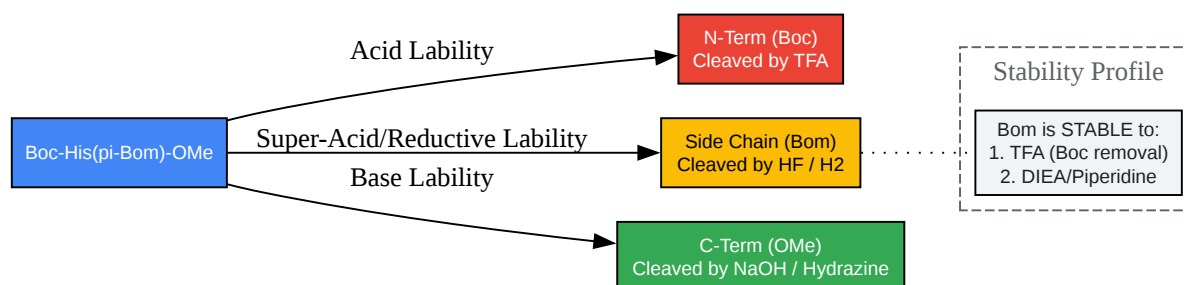 Boc-His(pi-Bom)-OMe
Acid Lability
Super-Acid/Reductive Lability
Base Lability
N-Term (Boc)
Cleaved by TFA
Side Chain (Bom)
Cleaved by HF / H2
C-Term (OMe)
Cleaved by NaOH / Hydrazine
Stability Profile
Bom is STABLE to:
1. TFA (Boc removal)
2. DIEA/Piperidine